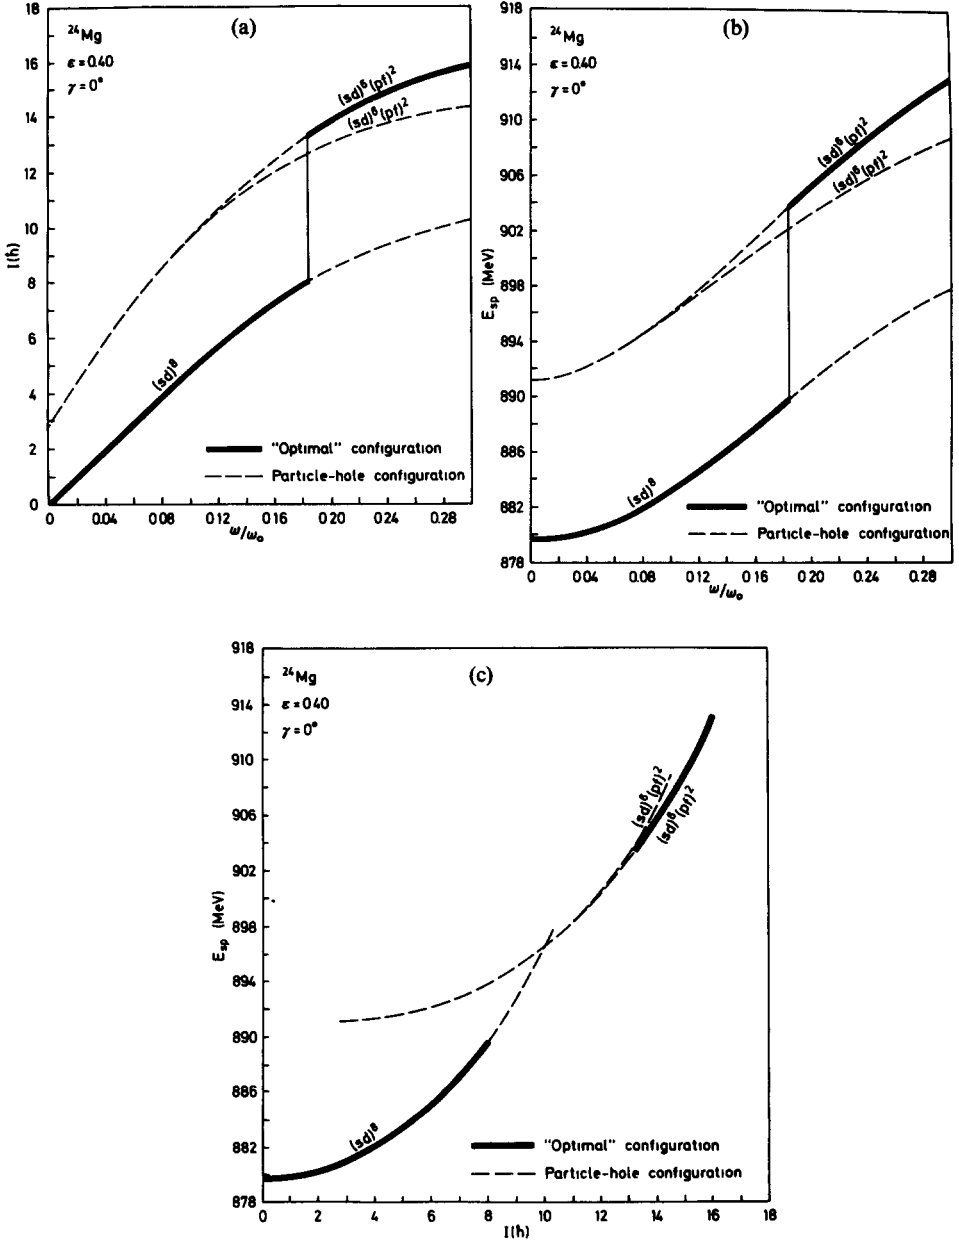 18
16
14
12
10
8
6
4
2
0
I(ħ)
²⁴Mg
ε = 0.40
γ = 0°
(a)
(sd)⁶(pf)²
(sd)⁶(pf)²
(sd)⁸
"Optimal" configuration
Particle-hole configuration
0 0.04 0.08 0.12 0.16 0.20 0.24 0.28
ω/ω₀
918
914
910
906
902
898
894
890
886
882
878
E_sp (MeV)
²⁴Mg
ε = 0.40
γ = 0°
(b)
(sd)⁶(pf)²
(sd)⁶(pf)²
(sd)⁸
"Optimal" configuration
Particle-hole configuration
0 0.04 0.08 0.12 0.16 0.20 0.24 0.28
ω/ω₀
918
914
910
906
902
898
894
890
886
882
878
E_sp (MeV)
²⁴Mg
ε = 0.40
γ = 0°
(c)
(sd)⁶(pf)²
(sd)⁶(pf)²
(sd)⁸
"Optimal" configuration
Particle-hole configuration
0 2 4 6 8 10 12 14 16 18
I(ħ)